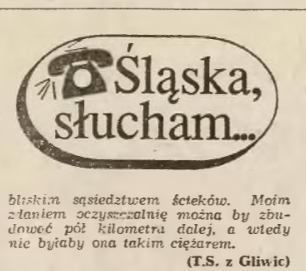 Śląska,
słucham...
bliskim sąsiedztwem ścieków. Moim
zdaniem oczyszczalnię można by zbu-
dować pół kilometra dalej, a wtedy
nie byłaby ona takim ciężarem.
(T.S. z Gliwic)